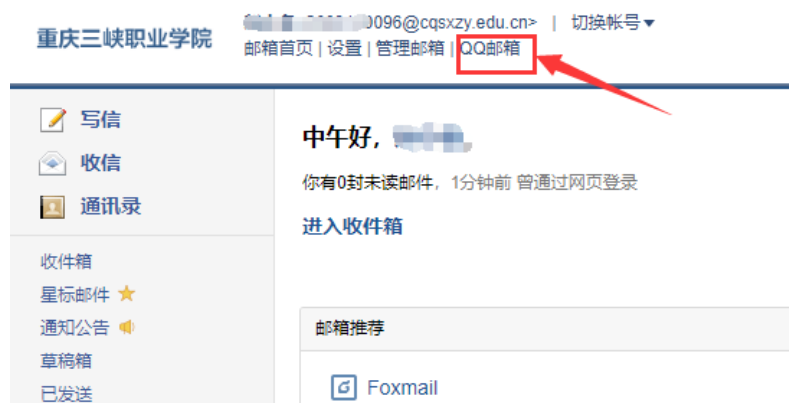 重庆三峡职业学院
0096@cqsxzy.edu.cn> | 切换帐号▾
邮箱首页 | 设置 | 管理邮箱 | QQ邮箱
写信
收信
通讯录
收件箱
星标邮件
通知公告
草稿箱
已发送
中午好，
你有0封未读邮件，1分钟前 曾通过网页登录
进入收件箱
邮箱推荐
Foxmail